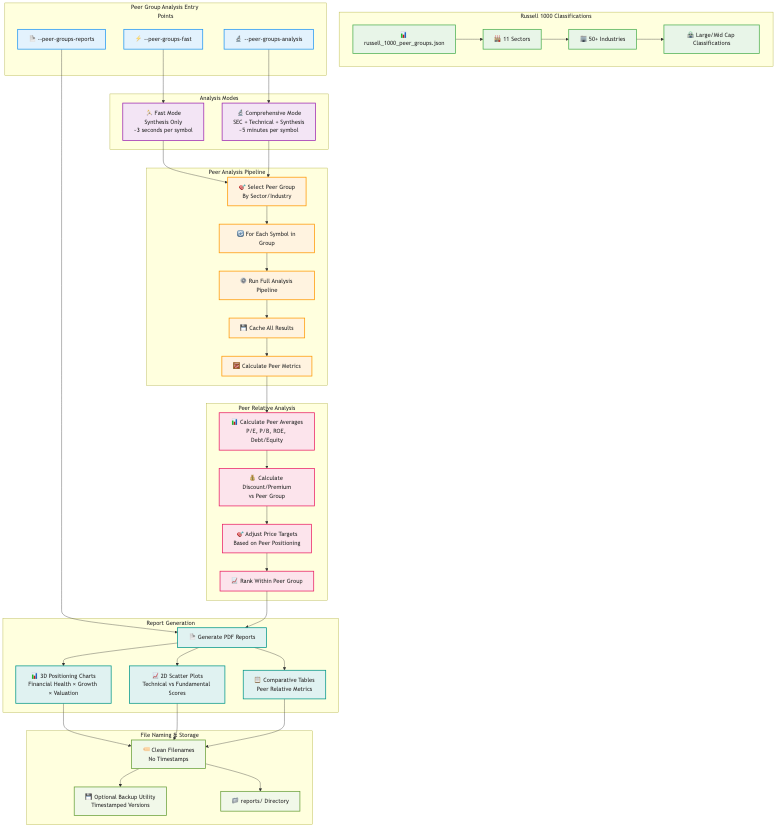 Peer Group Analysis Entry
Points
--peer-groups-reports
--peer-groups-fast
--peer-groups-analysis
Russell 1000 Classifications
russell_1000_peer_groups.json
11 Sectors
50+ Industries
Large/Mid Cap
Classifications
Analysis Modes
Fast Mode
Synthesis Only
~3 seconds per symbol
Comprehensive Mode
SEC + Technical + Synthesis
~5 minutes per symbol
Peer Analysis Pipeline
Select Peer Group
By Sector/Industry
For Each Symbol in
Group
Run Full Analysis
Pipeline
Cache All Results
Calculate Peer Metrics
Peer Relative Analysis
Calculate Peer Averages
P/E, P/B, ROE,
Debt/Equity
Calculate
Discount/Premium
vs Peer Group
Adjust Price Targets
Based on Peer Positioning
Rank Within Peer Group
Report Generation
Generate PDF Reports
3D Positioning Charts
Financial Health × Growth
× Valuation
2D Scatter Plots
Technical vs Fundamental
Scores
Comparative Tables
Peer Relative Metrics
File Naming & Storage
Clean Filenames
No Timestamps
Optional Backup Utility
Timestamped Versions
reports/ Directory